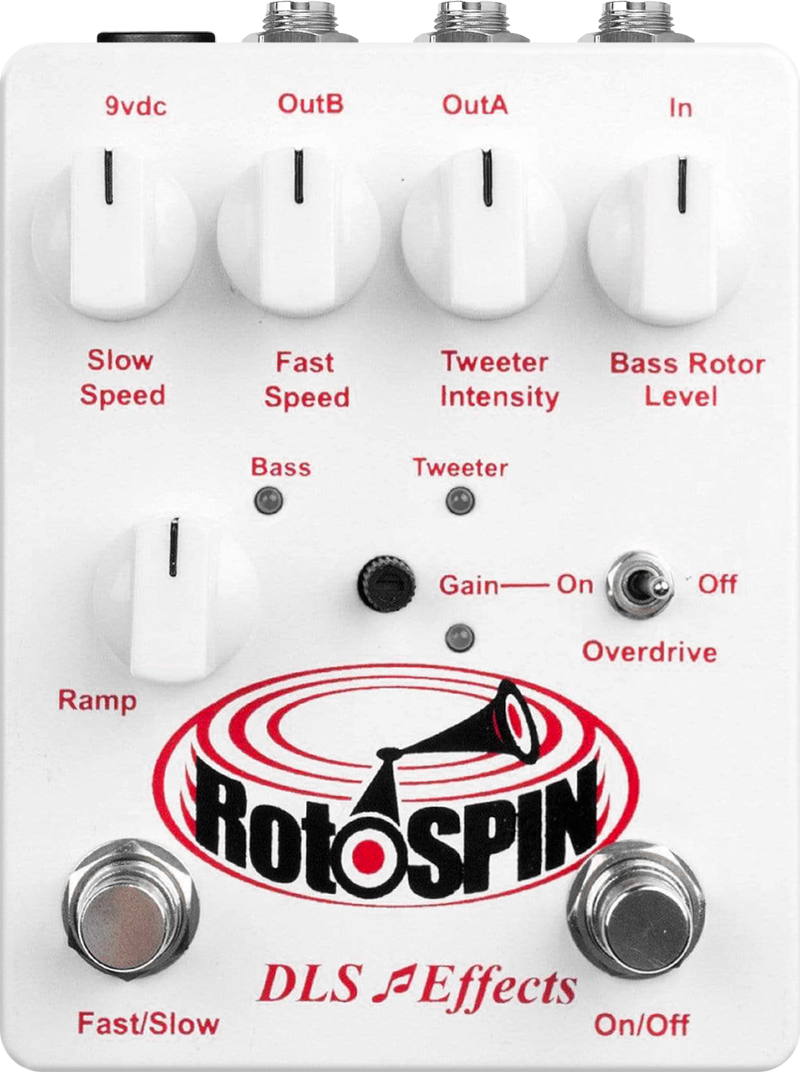 9vdc OutB OutA In
Slow Fast Tweeter Bass Rotor
Speed Speed Intensity Level
Bass Tweeter
Gain On Off
Overdrive
Ramp
RotoSPIN
DLS Effects
Fast/Slow On/Off